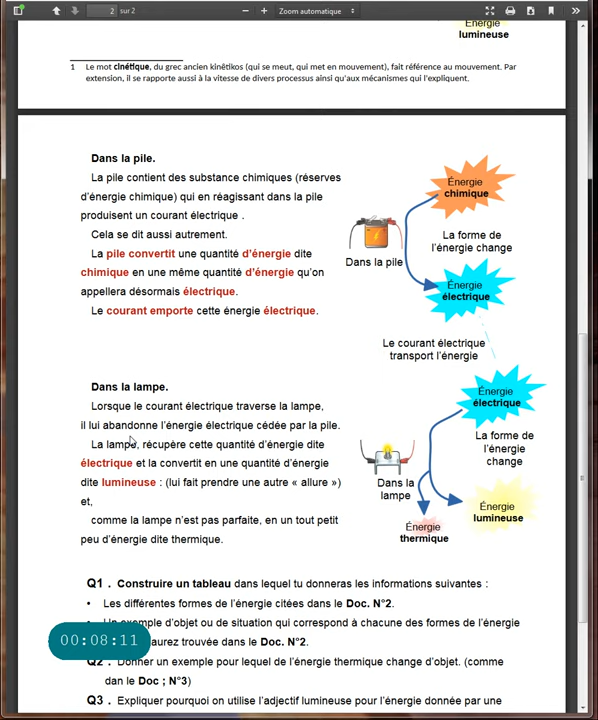 2
sur 2
Zoom automatique
Énergie
lumineuse
1 Le mot cinétique, du grec ancien kinêtikos (qui se meut, qui met en mouvement), fait référence au mouvement. Par
extension, il se rapporte aussi à la vitesse de divers processus ainsi qu'aux mécanismes qui l'expliquent.
Dans la pile.
La pile contient des substance chimiques (réserves
d'énergie chimique) qui en réagissant dans la pile
produisent un courant électrique .
Cela se dit aussi autrement.
La pile convertit une quantité d'énergie dite
chimique en une même quantité d'énergie qu'on
appellera désormais électrique.
Le courant emporte cette énergie électrique.
Énergie
chimique
La forme de
l'énergie change
Dans la pile
Énergie
électrique
Le courant électrique
transport l'énergie
Dans la lampe.
Lorsque le courant électrique traverse la lampe,
il lui abandonne l'énergie électrique cédée par la pile.
La lampe, récupère cette quantité d'énergie dite
électrique et la convertit en une quantité d'énergie
dite lumineuse : (lui fait prendre une autre « allure »)
et,
comme la lampe n'est pas parfaite, en un tout petit
peu d'énergie dite thermique.
Énergie
électrique
La forme de
l'énergie
change
Dans la
lampe
Énergie
lumineuse
Énergie
thermique
Q1 . Construire un tableau dans lequel tu donneras les informations suivantes :
• Les différentes formes de l'énergie citées dans le Doc. N°2.
• Un exemple d'objet ou de situation qui correspond à chacune des formes de l'énergie
aurez trouvée dans le Doc. N°2.
00:08:11
Q2 . Donner un exemple pour lequel de l'énergie thermique change d'objet. (comme
dan le Doc ; N°3)
Q3 . Expliquer pourquoi on utilise l'adjectif lumineuse pour l'énergie donnée par une